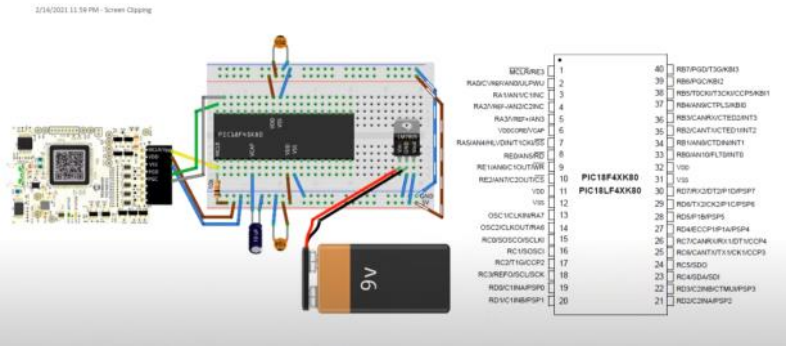 2/14/2021 11:59 PM - Screen Clipping
PIC18F4XK80
MCLR
VCAP
VDD
VSS
VDD
VSS
LM7805
GND
5V
9v
MCLR/RE3 1
RA0/CVREF/AN0/ULPWU 2
RA1/AN1/C1INC 3
RA2/VREF-/AN2/C2INC 4
RA3/VREF+/AN3 5
VDDCORE/VCAP 6
RA5/AN4/HLVDIN/T1CKI/SS 7
RE0/AN5/RD 8
RE1/AN6/C1OUT/WR 9
RE2/AN7/C2OUT/CS 10
VDD 11
VSS 12
OSC1/CLKIN/RA7 13
OSC2/CLKOUT/RA6 14
RC0/SOSCO/SCLKI 15
RC1/SOSCI 16
RC2/T1G/CCP2 17
RC3/REFO/SCL/SCK 18
RD0/C1INA/PSP0 19
RD1/C1INB/PSP1 20
PIC18F4XK80
PIC18LF4XK80
40 RB7/PGD/T3G/KBI3
39 RB6/PGC/KBI2
38 RB5/T0CKI/T3CKI/CCP5/KBI1
37 RB4/AN9/CTPLS/KBI0
36 RB3/CANRX/CTED2/INT3
35 RB2/CANTX/CTED1/INT2
34 RB1/AN8/CTDIN/INT1
33 RB0/AN10/FLT0/INT0
32 VDD
31 VSS
30 RD7/RX2/DT2/P1D/PSP7
29 RD6/TX2/CK2/P1C/PSP6
28 RD5/P1B/PSP5
27 RD4/ECCP1/P1A/PSP4
26 RC7/CANRX/RX1/DT1/CCP4
25 RC6/CANTX/TX1/CK1/CCP3
24 RC5/SDO
23 RC4/SDA/SDI
22 RD3/C2INB/CTMUI/PSP3
21 RD2/C2INA/PSP2